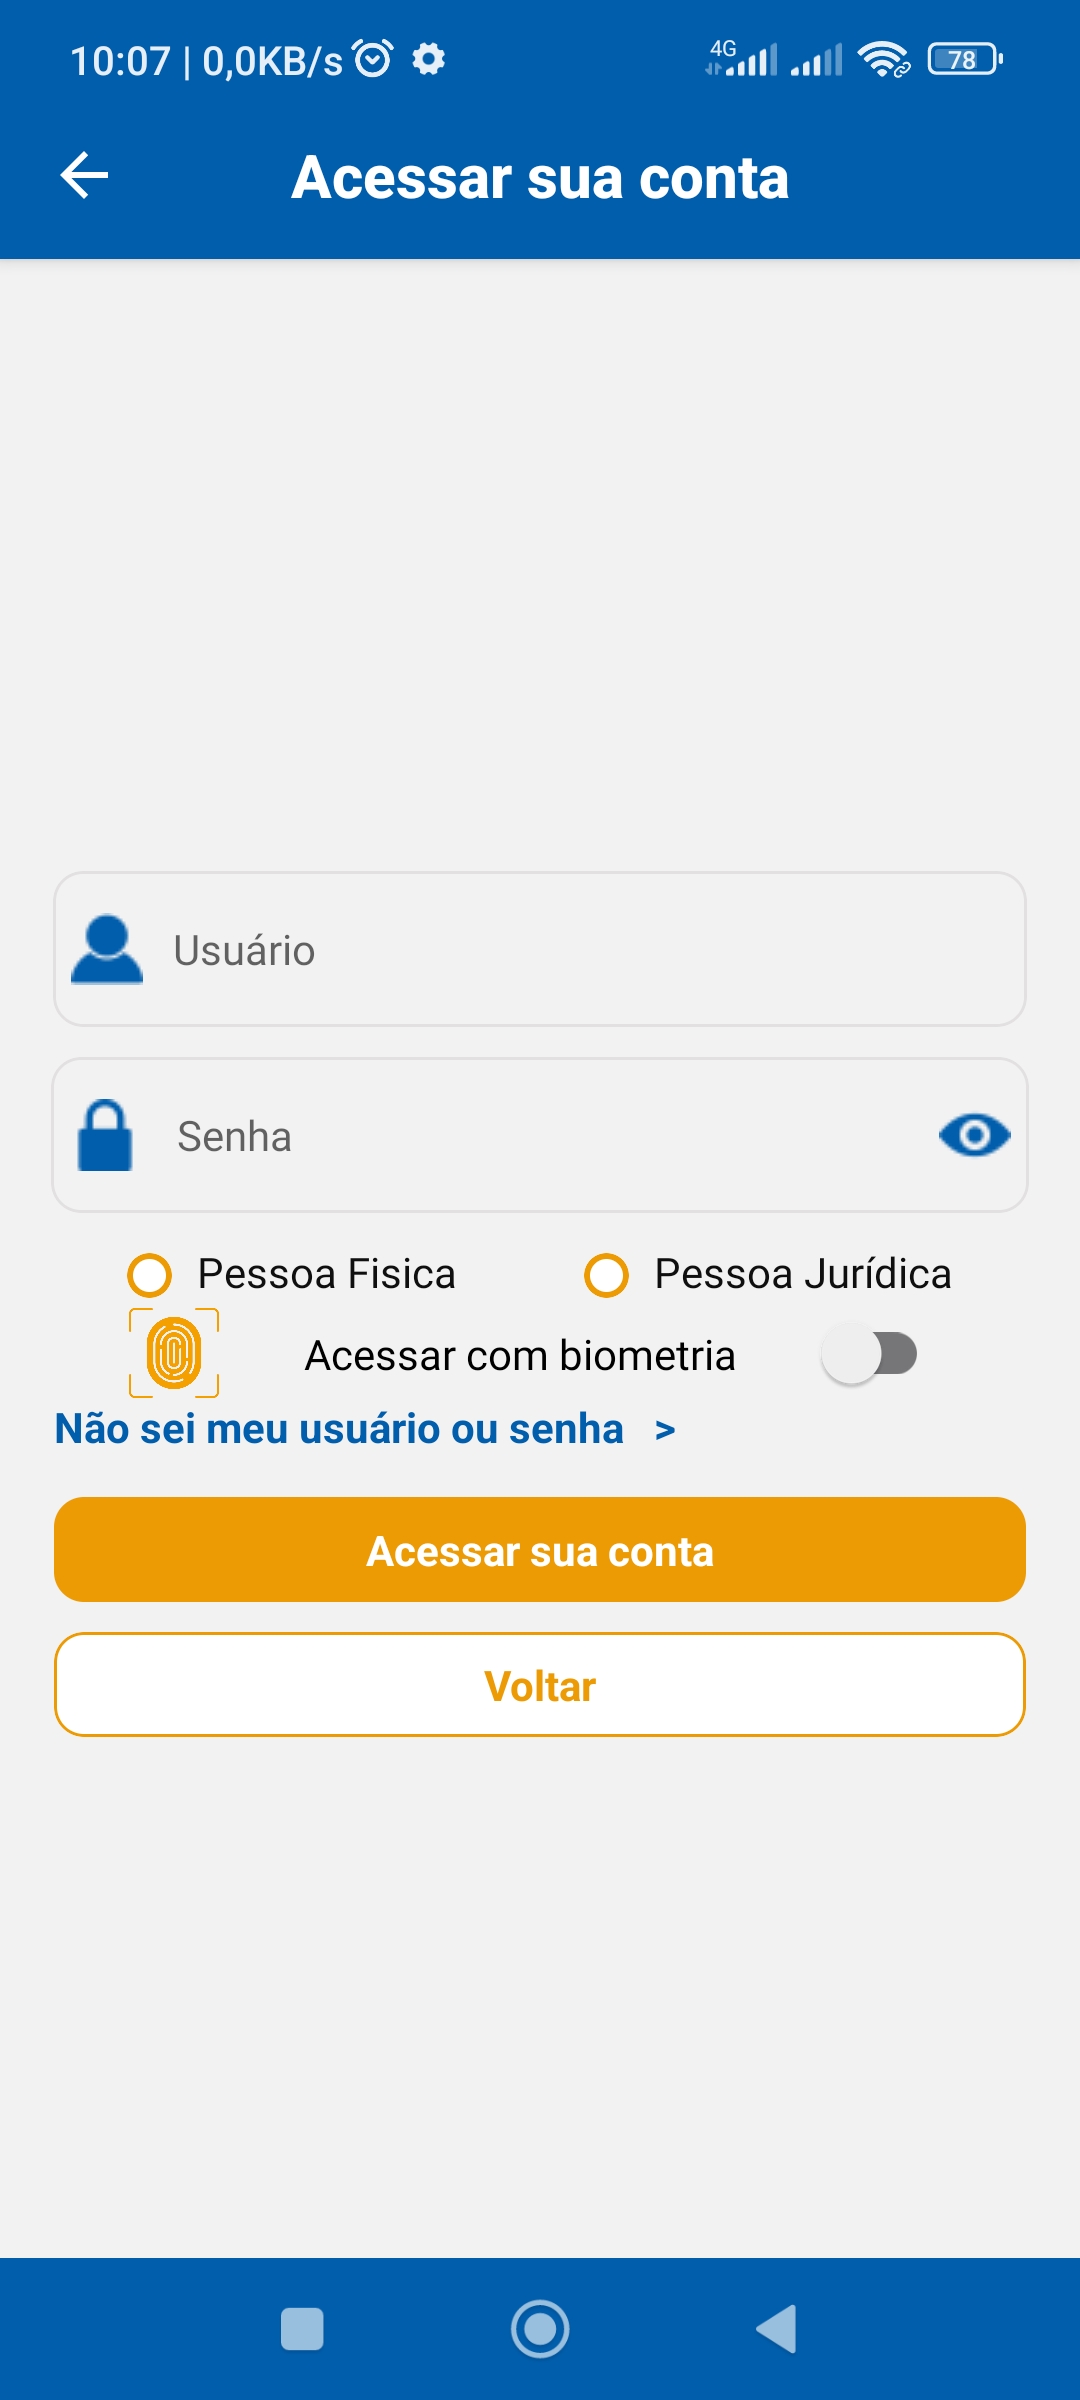 10:07 | 0,0KB/s 4G 78
Acessar sua conta
Usuário
Senha
Pessoa Fisica Pessoa Jurídica
Acessar com biometria
Não sei meu usuário ou senha >
Acessar sua conta
Voltar